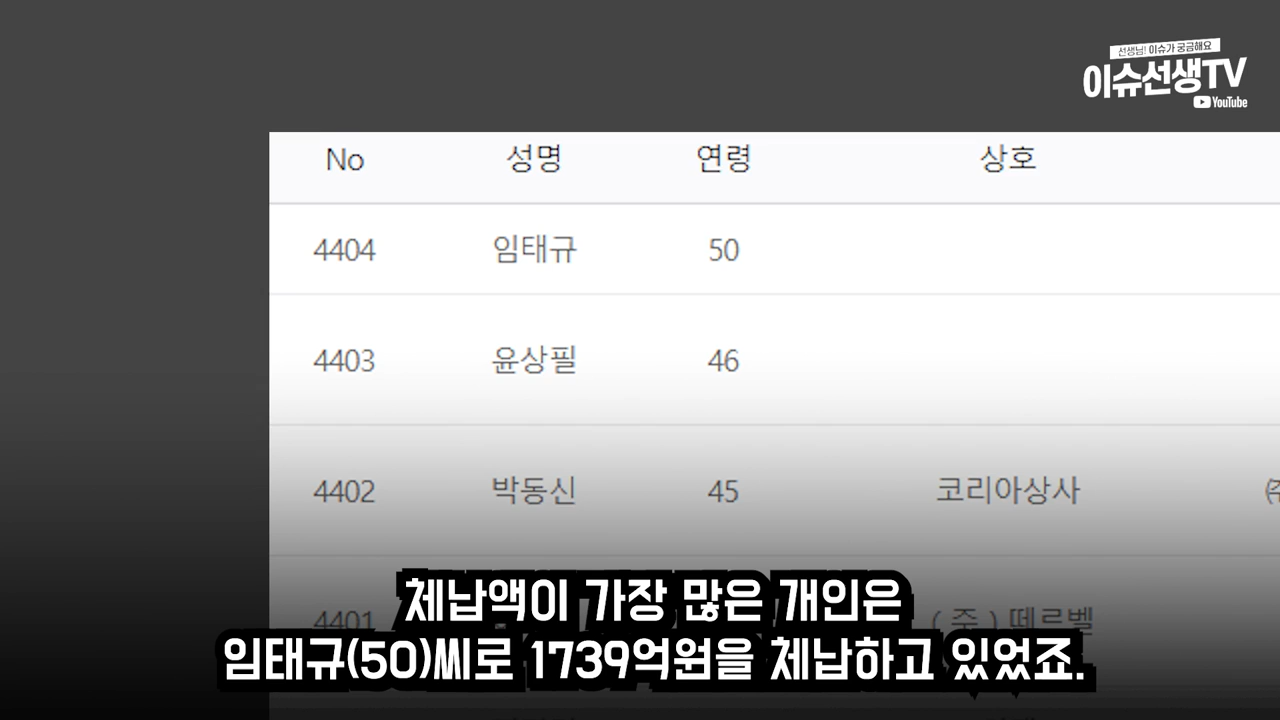 선생님! 이슈가 궁금해요
이슈선생TV
YouTube
No 성명 연령 상호
4404 임태규 50
4403 윤상필 46
4402 박동신 45 코리아상사
4401 (주)떼르벨
체납액이 가장 많은 개인은
임태규(50)씨로 1739억원을 체납하고 있었죠.